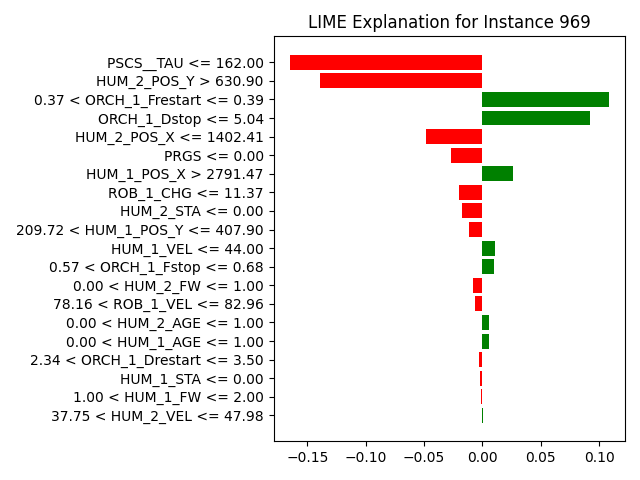 LIME Explanation for Instance 969
PSCS__TAU <= 162.00
HUM_2_POS_Y > 630.90
0.37 < ORCH_1_Frestart <= 0.39
ORCH_1_Dstop <= 5.04
HUM_2_POS_X <= 1402.41
PRGS <= 0.00
HUM_1_POS_X > 2791.47
ROB_1_CHG <= 11.37
HUM_2_STA <= 0.00
209.72 < HUM_1_POS_Y <= 407.90
HUM_1_VEL <= 44.00
0.57 < ORCH_1_Fstop <= 0.68
0.00 < HUM_2_FW <= 1.00
78.16 < ROB_1_VEL <= 82.96
0.00 < HUM_2_AGE <= 1.00
0.00 < HUM_1_AGE <= 1.00
2.34 < ORCH_1_Drestart <= 3.50
HUM_1_STA <= 0.00
1.00 < HUM_1_FW <= 2.00
37.75 < HUM_2_VEL <= 47.98
−0.15 −0.10 −0.05 0.00 0.05 0.10